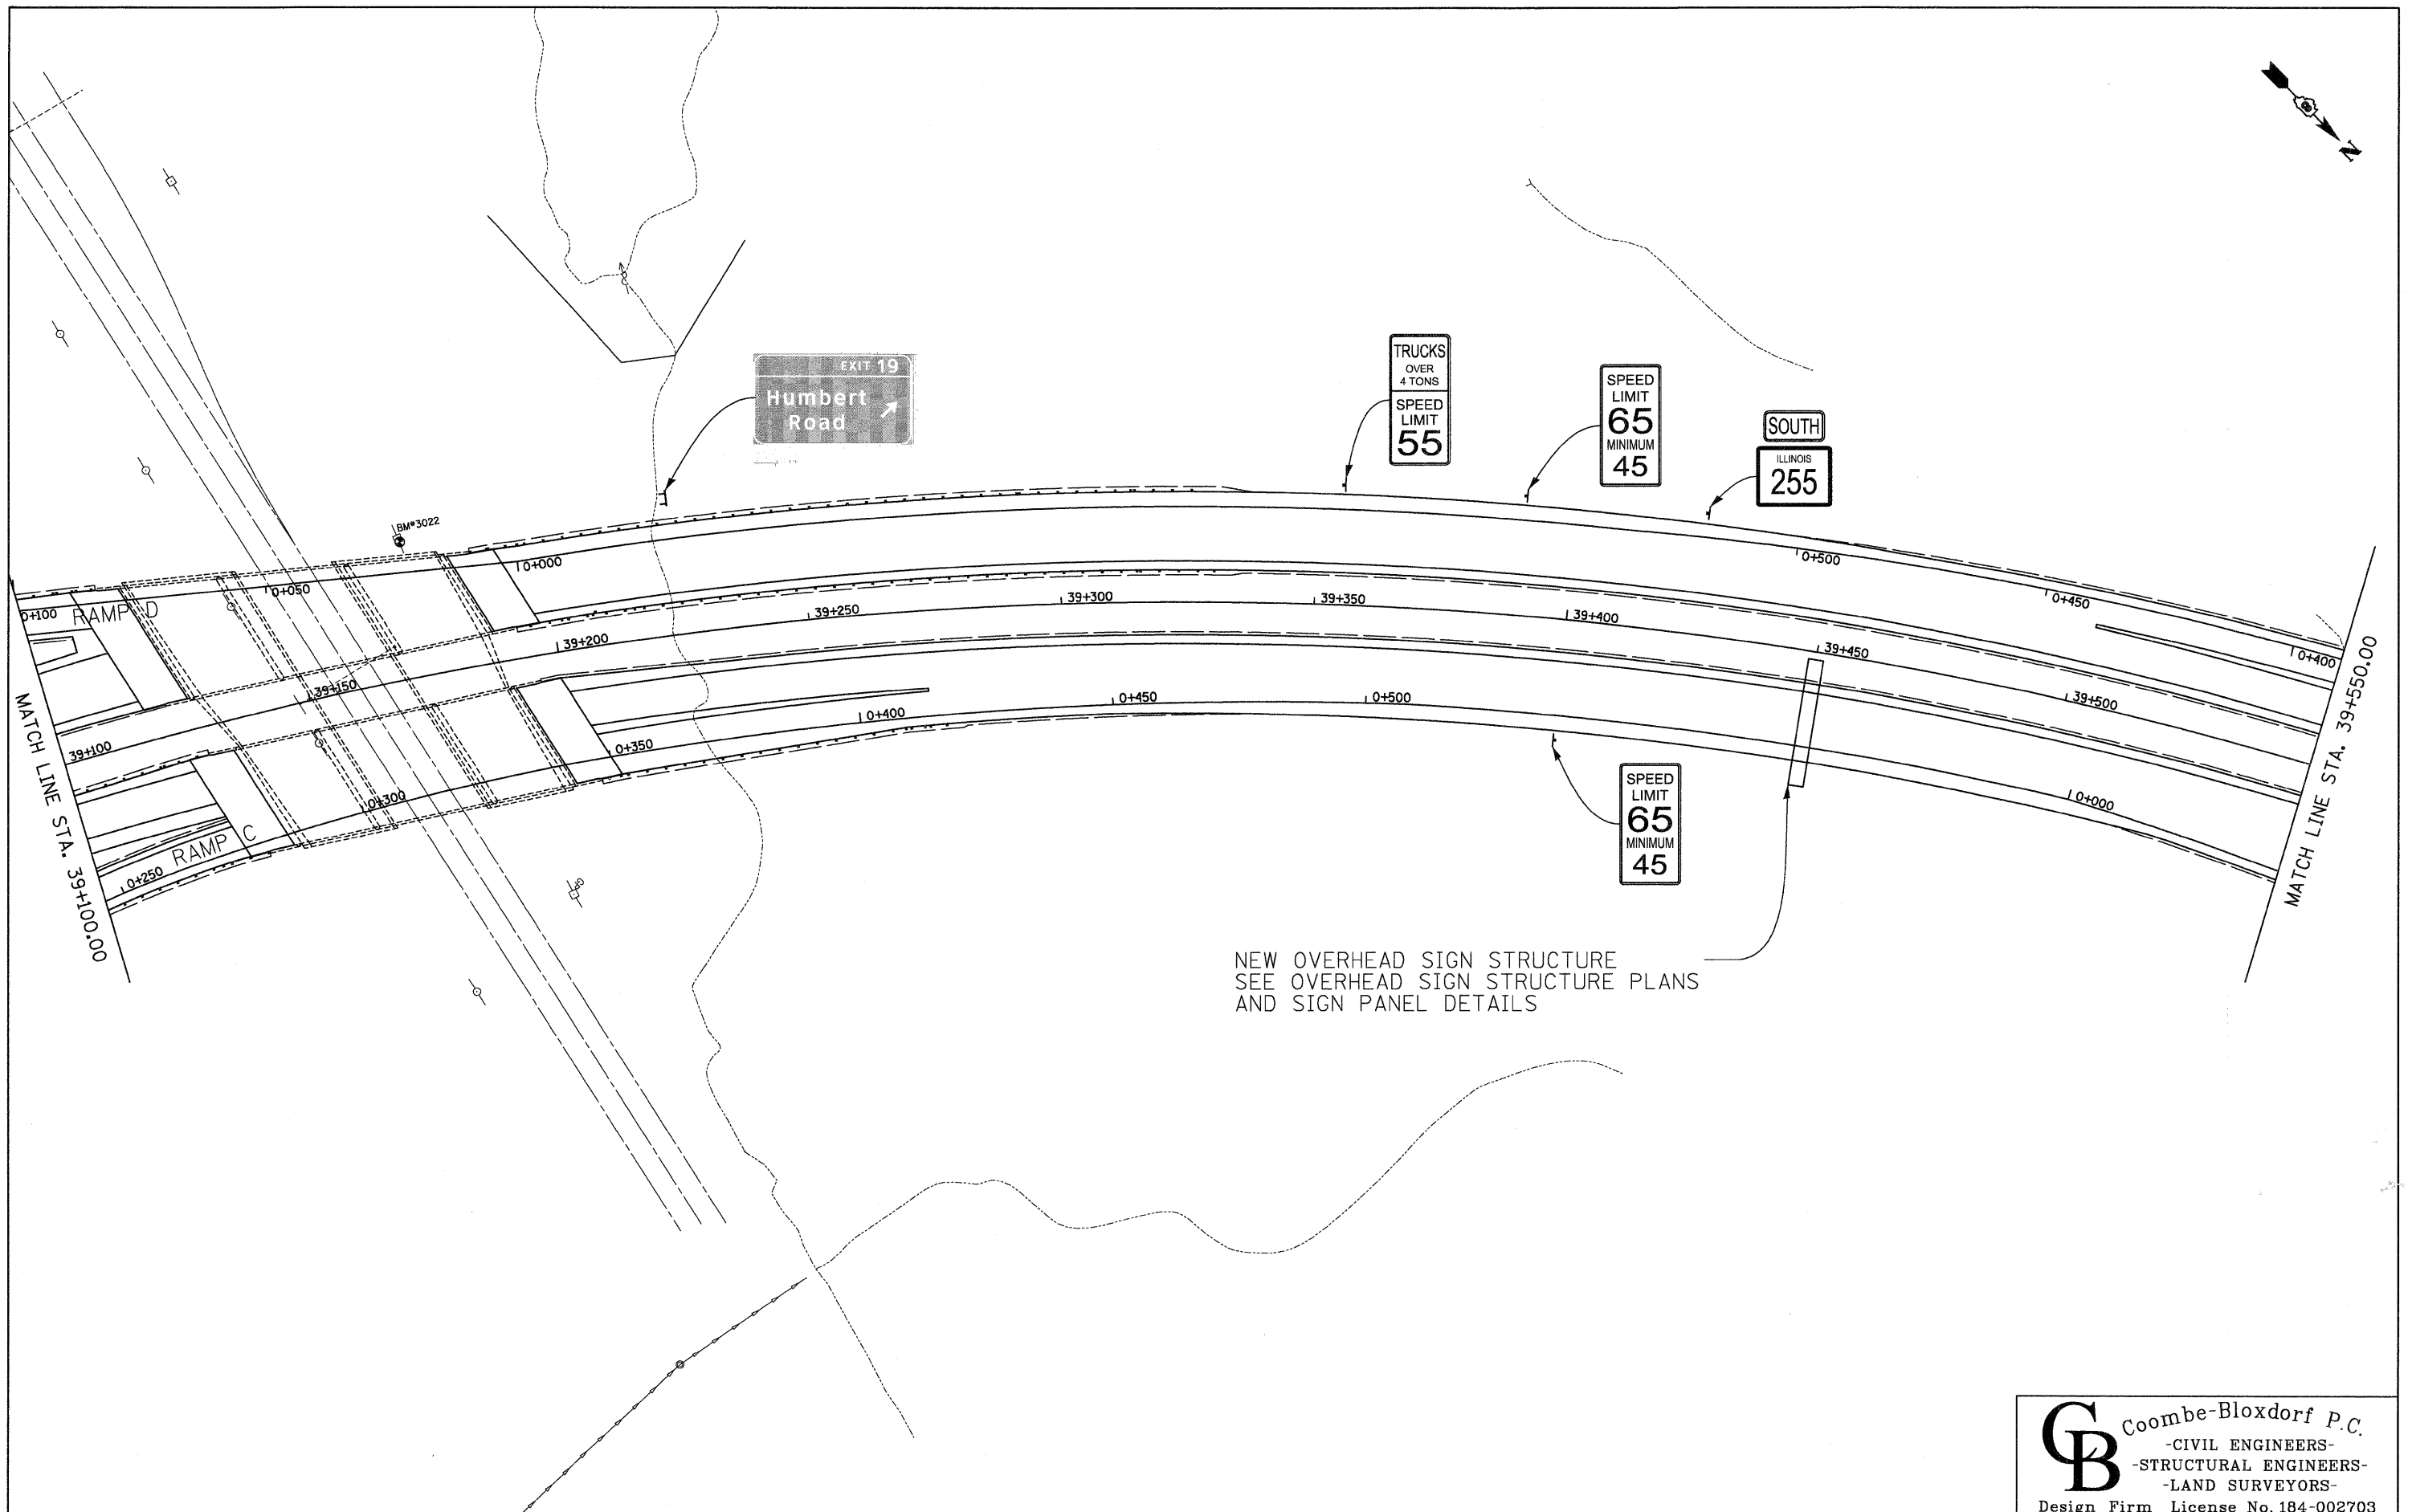 N
EXIT 19
Humbert
Road
TRUCKS
OVER
4 TONS
SPEED
LIMIT
55
SPEED
LIMIT
65
MINIMUM
45
SOUTH
ILLINOIS
255
BM#3022
0+100
RAMP D
0+050
0+000
0+500
0+450
0+400
39+100
39+150
39+200
39+250
39+300
39+350
39+400
39+450
39+500
RAMP C
0+250
0+300
0+350
0+400
0+450
0+500
0+000
MATCH LINE STA. 39+100.00
MATCH LINE STA. 39+550.00
SPEED
LIMIT
65
MINIMUM
45
NEW OVERHEAD SIGN STRUCTURE
SEE OVERHEAD SIGN STRUCTURE PLANS
AND SIGN PANEL DETAILS
CB
Coombe-Bloxdorf P.C.
-CIVIL ENGINEERS-
-STRUCTURAL ENGINEERS-
-LAND SURVEYORS-
Design Firm License No. 184-002703